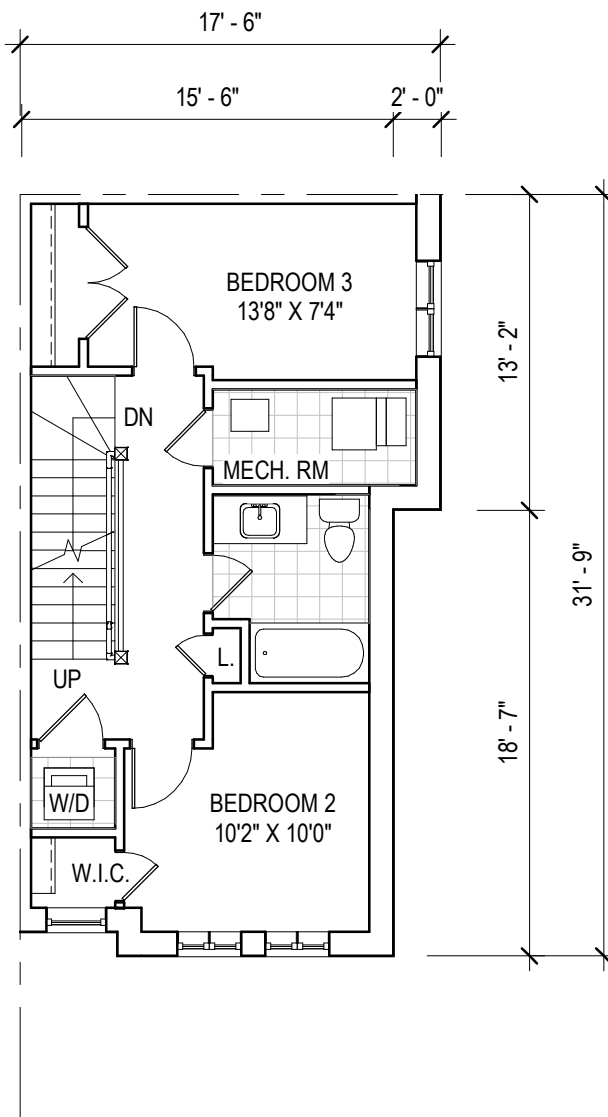 17' - 6"
15' - 6"
2' - 0"
BEDROOM 3
13'8" X 7'4"
13' - 2"
DN
MECH. RM
31' - 9"
L.
UP
18' - 7"
W/D
BEDROOM 2
10'2" X 10'0"
W.I.C.